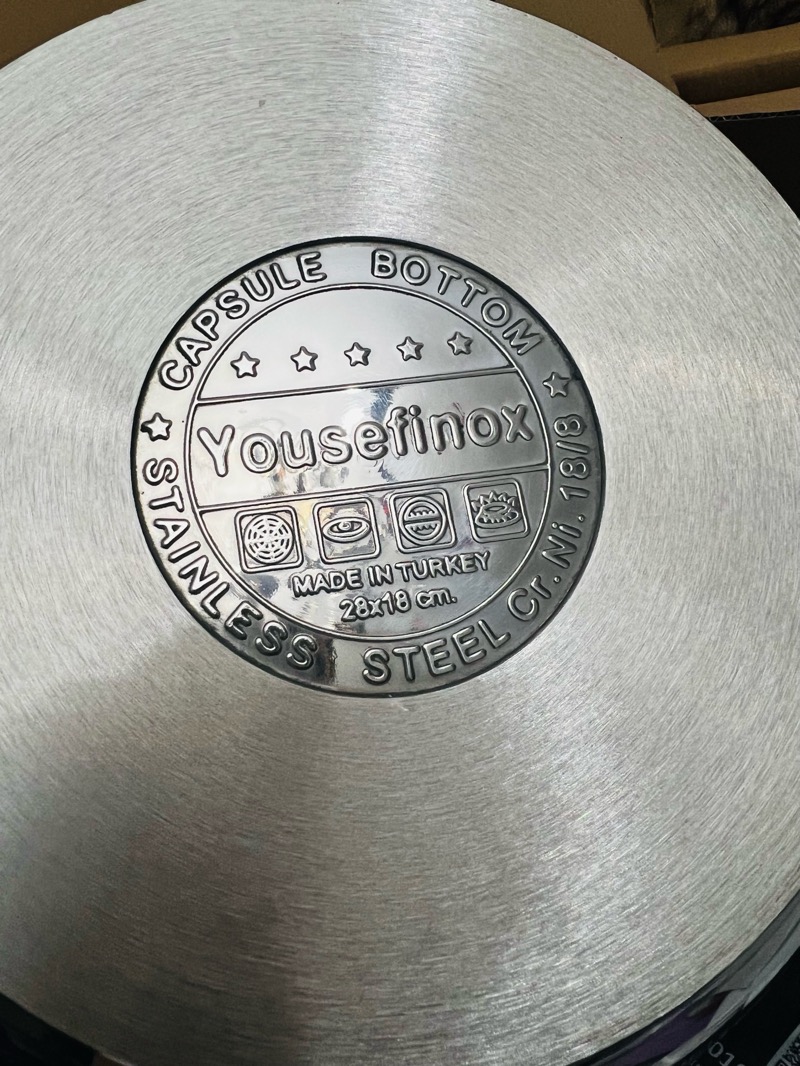 CAPSULE BOTTOM
Yousefinox
MADE IN TURKEY
28x18 cm.
STAINLESS STEEL Cr. Ni. 18//8